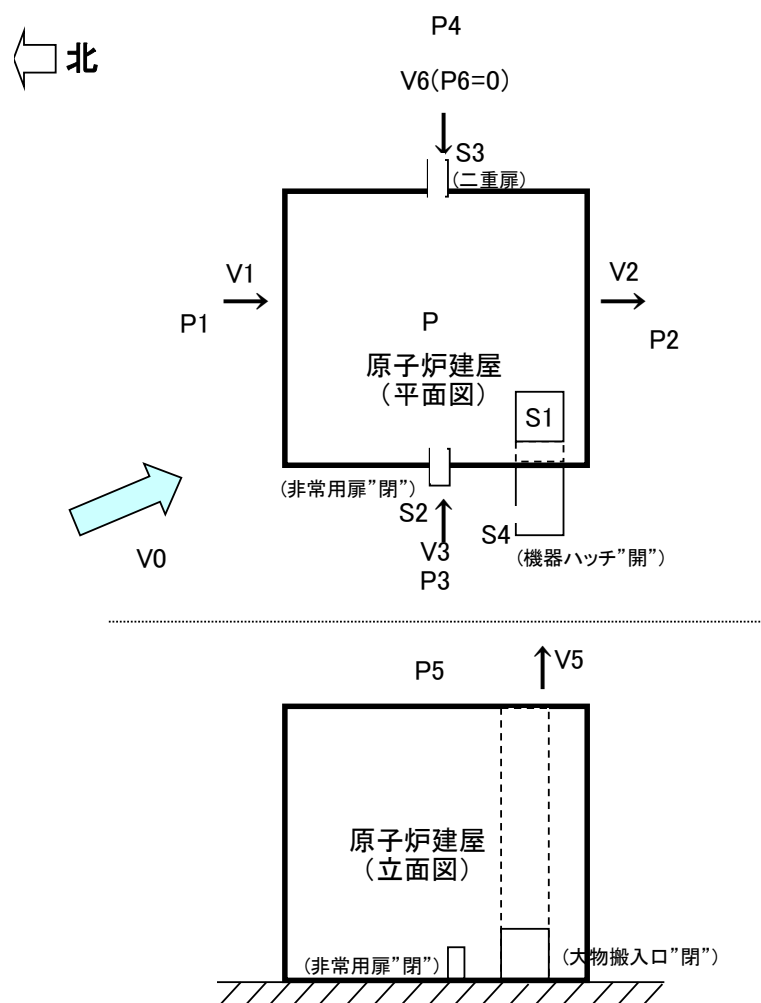 P4
北
V6(P6=0)
S3
(二重扉)
V1
V2
P1
P
P2
原子炉建屋
（平面図）
S1
(非常用扉”閉”)
S2
S4
V3
(機器ハッチ”開”)
V0
P3
P5
V5
原子炉建屋
（立面図）
(非常用扉”閉”)
(大物搬入口”閉”)